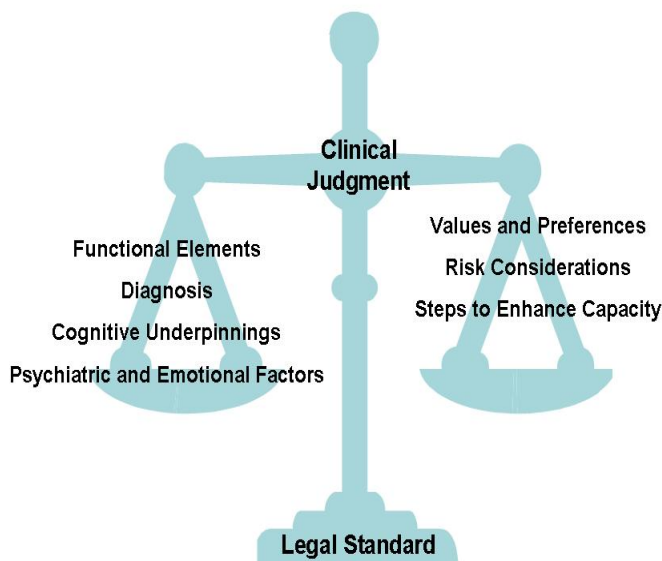 Clinical
Judgment
Functional Elements
Diagnosis
Cognitive Underpinnings
Psychiatric and Emotional Factors
Values and Preferences
Risk Considerations
Steps to Enhance Capacity
Legal Standard